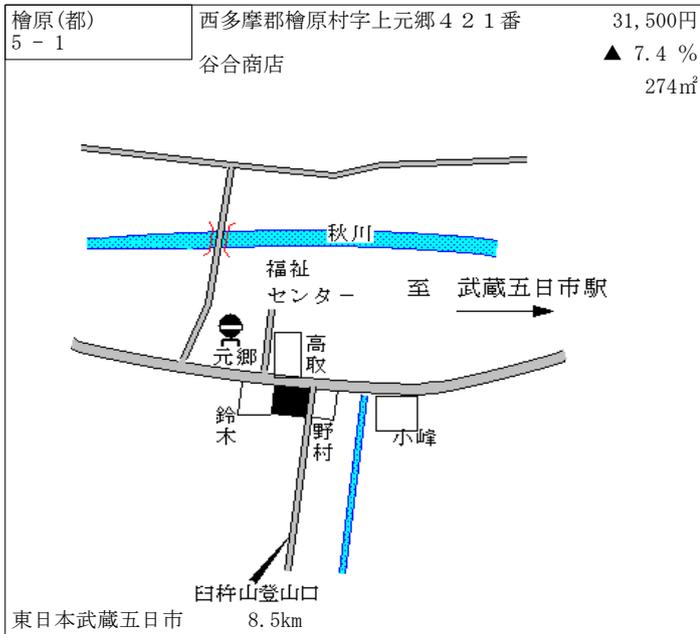 檜原(都)
5 - 1
西多摩郡檜原村字上元郷４２１番
谷合商店
31,500円
▲ 7.4 %
274㎡
秋川
福祉
センター
至 武蔵五日市駅
元郷
高取
鈴木
野村
小峰
臼杵山登山口
東日本武蔵五日市 8.5km